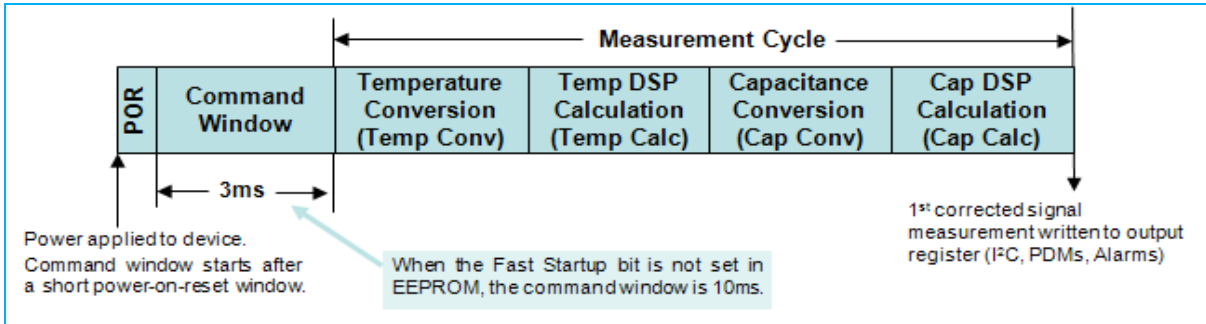 Measurement Cycle
POR
Command
Window
Temperature
Conversion
(Temp Conv)
Temp DSP
Calculation
(Temp Calc)
Capacitance
Conversion
(Cap Conv)
Cap DSP
Calculation
(Cap Calc)
3ms
Power applied to device.
Command window starts after
a short power-on-reset window.
When the Fast Startup bit is not set in
EEPROM, the command window is 10ms.
1st corrected signal
measurement written to output
register (I²C, PDMs, Alarms)